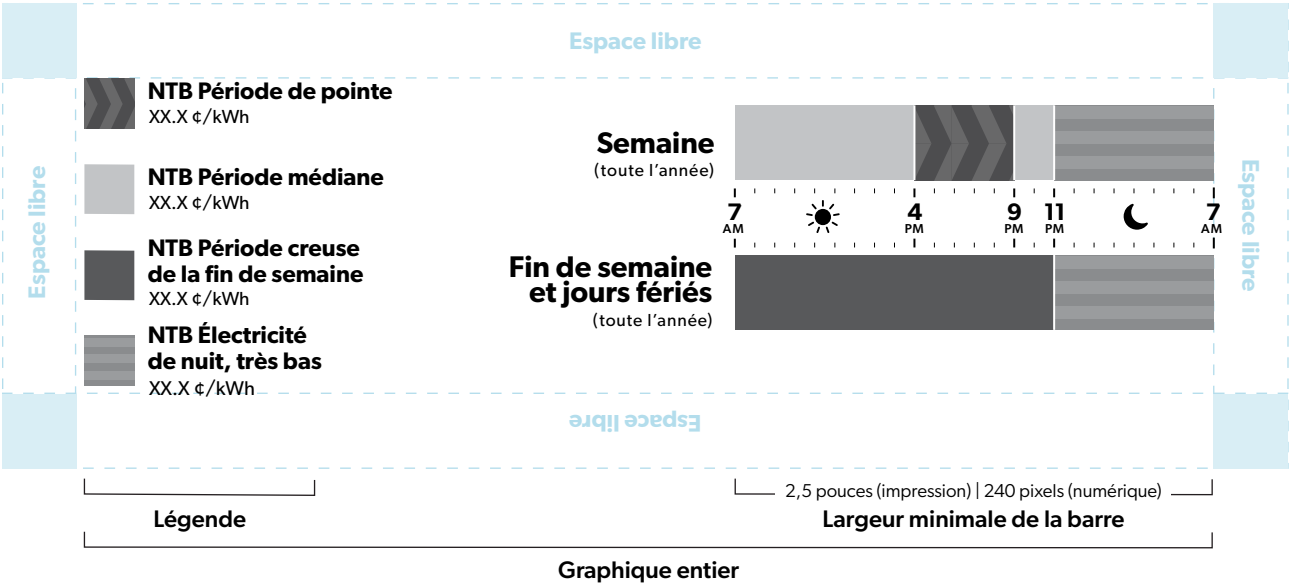 Espace libre
Espace libre
NTB Période de pointe
XX.X ¢/kWh
NTB Période médiane
XX.X ¢/kWh
NTB Période creuse
de la fin de semaine
XX.X ¢/kWh
NTB Électricité
de nuit, très bas
XX.X ¢/kWh
Semaine
(toute l'année)
7 AM 4 PM 9 PM 11 PM 7 AM
Fin de semaine
et jours fériés
(toute l'année)
Espace libre
Espace libre
2,5 pouces (impression) | 240 pixels (numérique)
Légende
Largeur minimale de la barre
Graphique entier